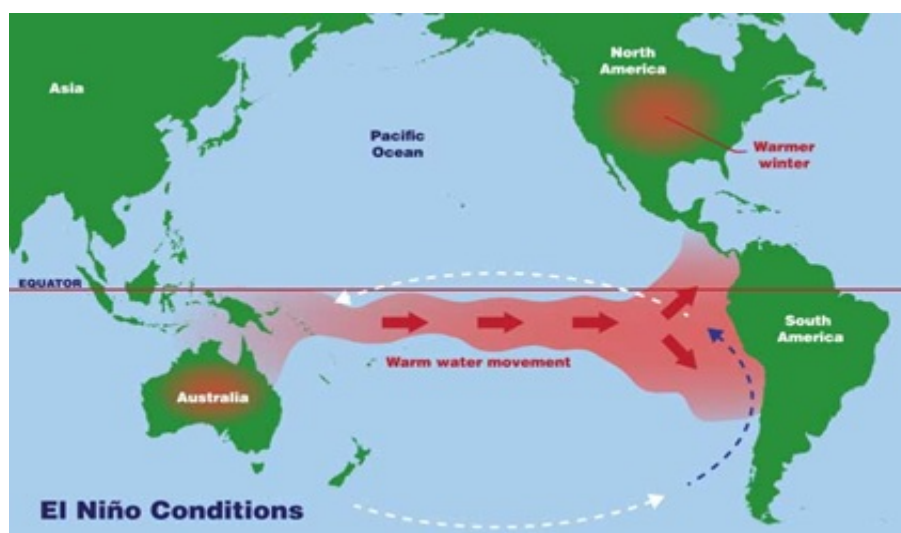 North
America
Asia
Pacific
Ocean
Warmer
winter
EQUATOR
South
America
Warm water movement
Australia
El Niño Conditions